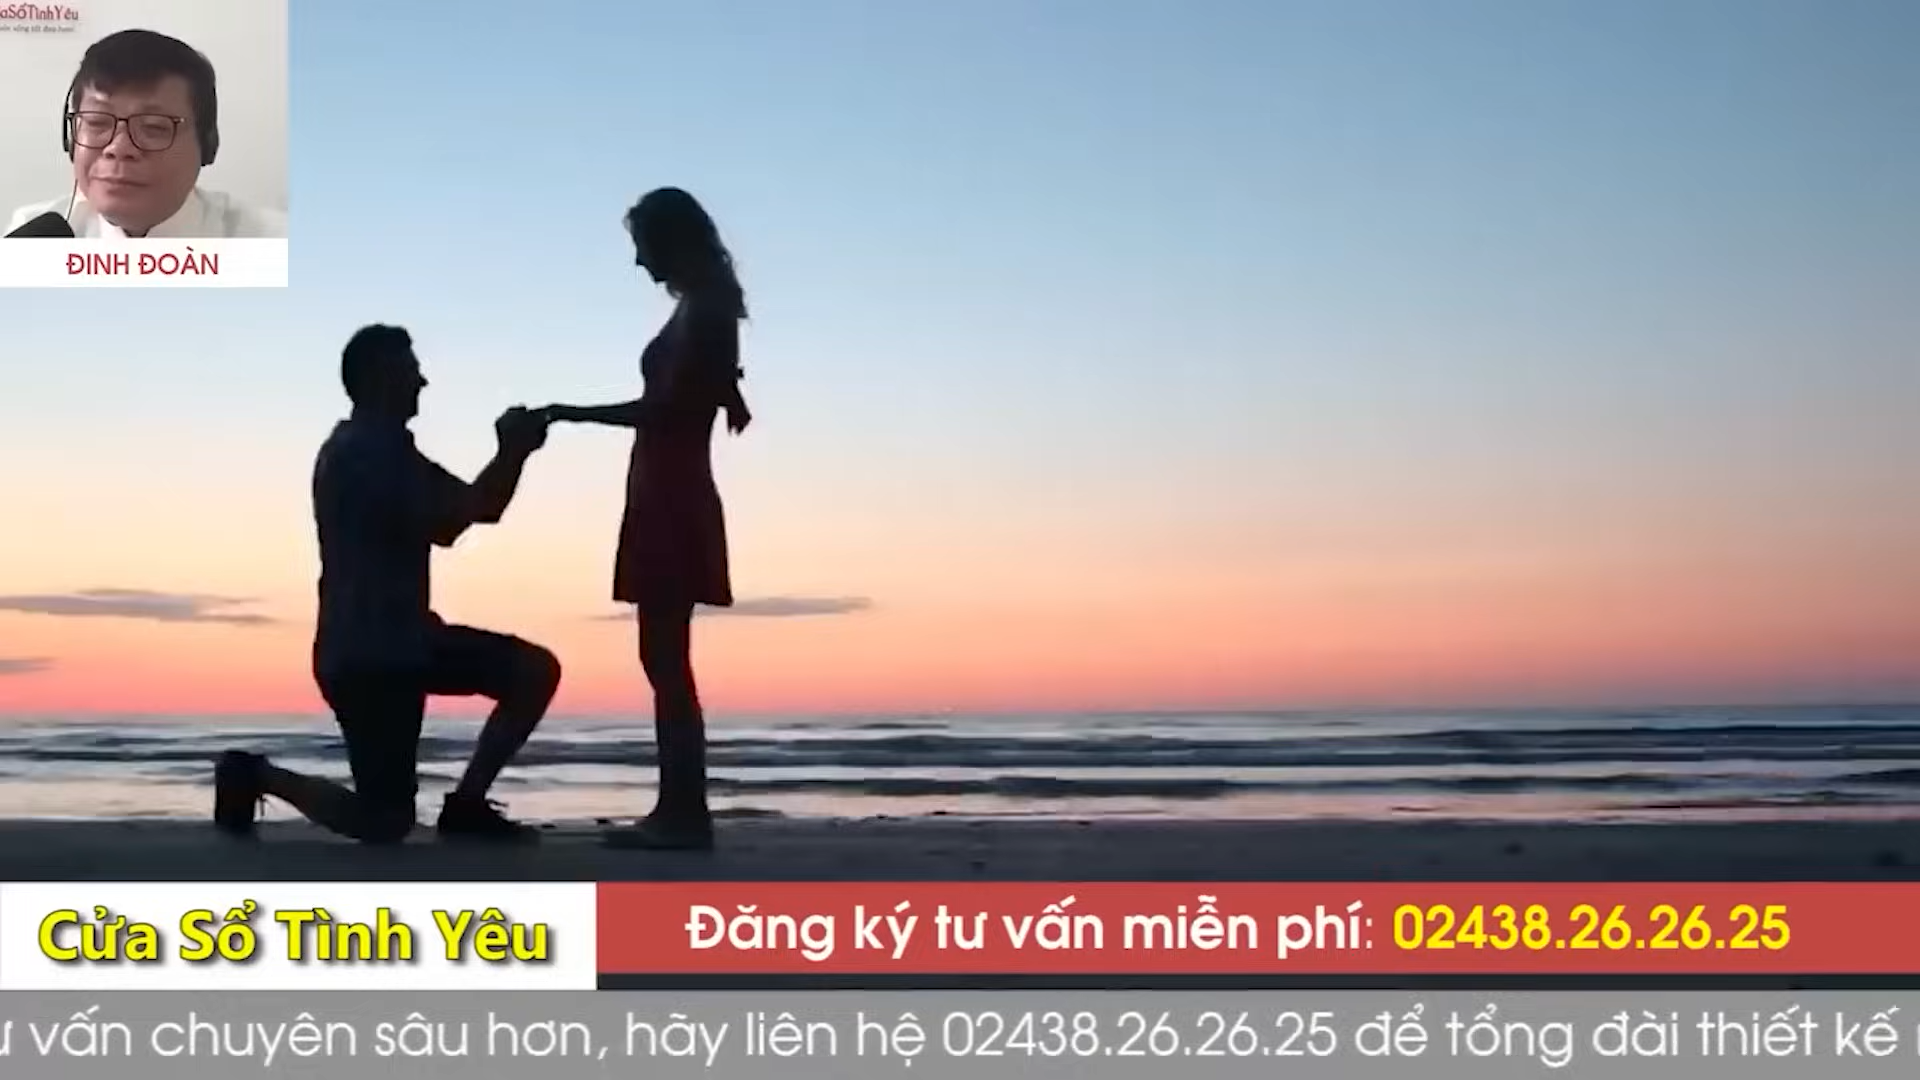 aSổTìnhYêu
ĐINH ĐOÀN
Cửa Sổ Tình Yêu
Đăng ký tư vấn miễn phí: 02438.26.26.25
vấn chuyên sâu hơn, hãy liên hệ 02438.26.26.25 để tổng đài thiết kế